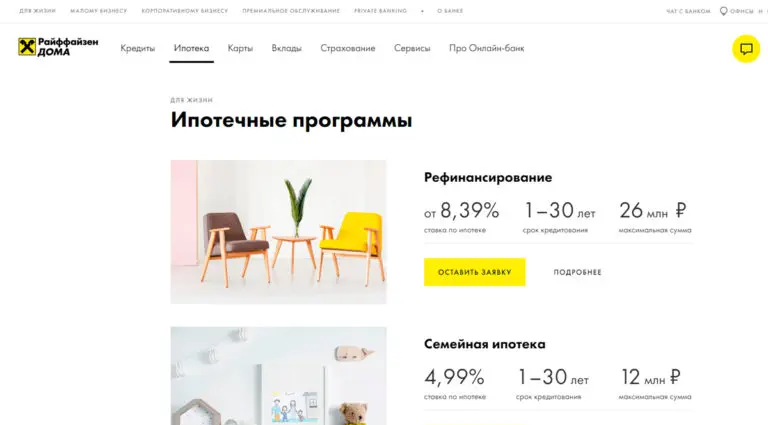 ДЛЯ ЖИЗНИ МАЛОМУ БИЗНЕСУ КОРПОРАТИВНОМУ БИЗНЕСУ ПРЕМИАЛЬНОЕ ОБСЛУЖИВАНИЕ PRIVATE BANKING • О БАНКЕ ЧАТ С БАНКОМ ОФИСЫ И
Райффайзен
ДОМА
Кредиты Ипотека Карты Вклады Страхование Сервисы Про Онлайн-банк
ДЛЯ ЖИЗНИ
Ипотечные программы
Рефинансирование
от 8,39% 1–30 лет 26 млн ₽
ставка по ипотеке срок кредитования максимальная сумма
ОСТАВИТЬ ЗАЯВКУ ПОДРОБНЕЕ
Семейная ипотека
4,99% 1–30 лет 12 млн ₽
ставка по ипотеке срок кредитования максимальная сумма